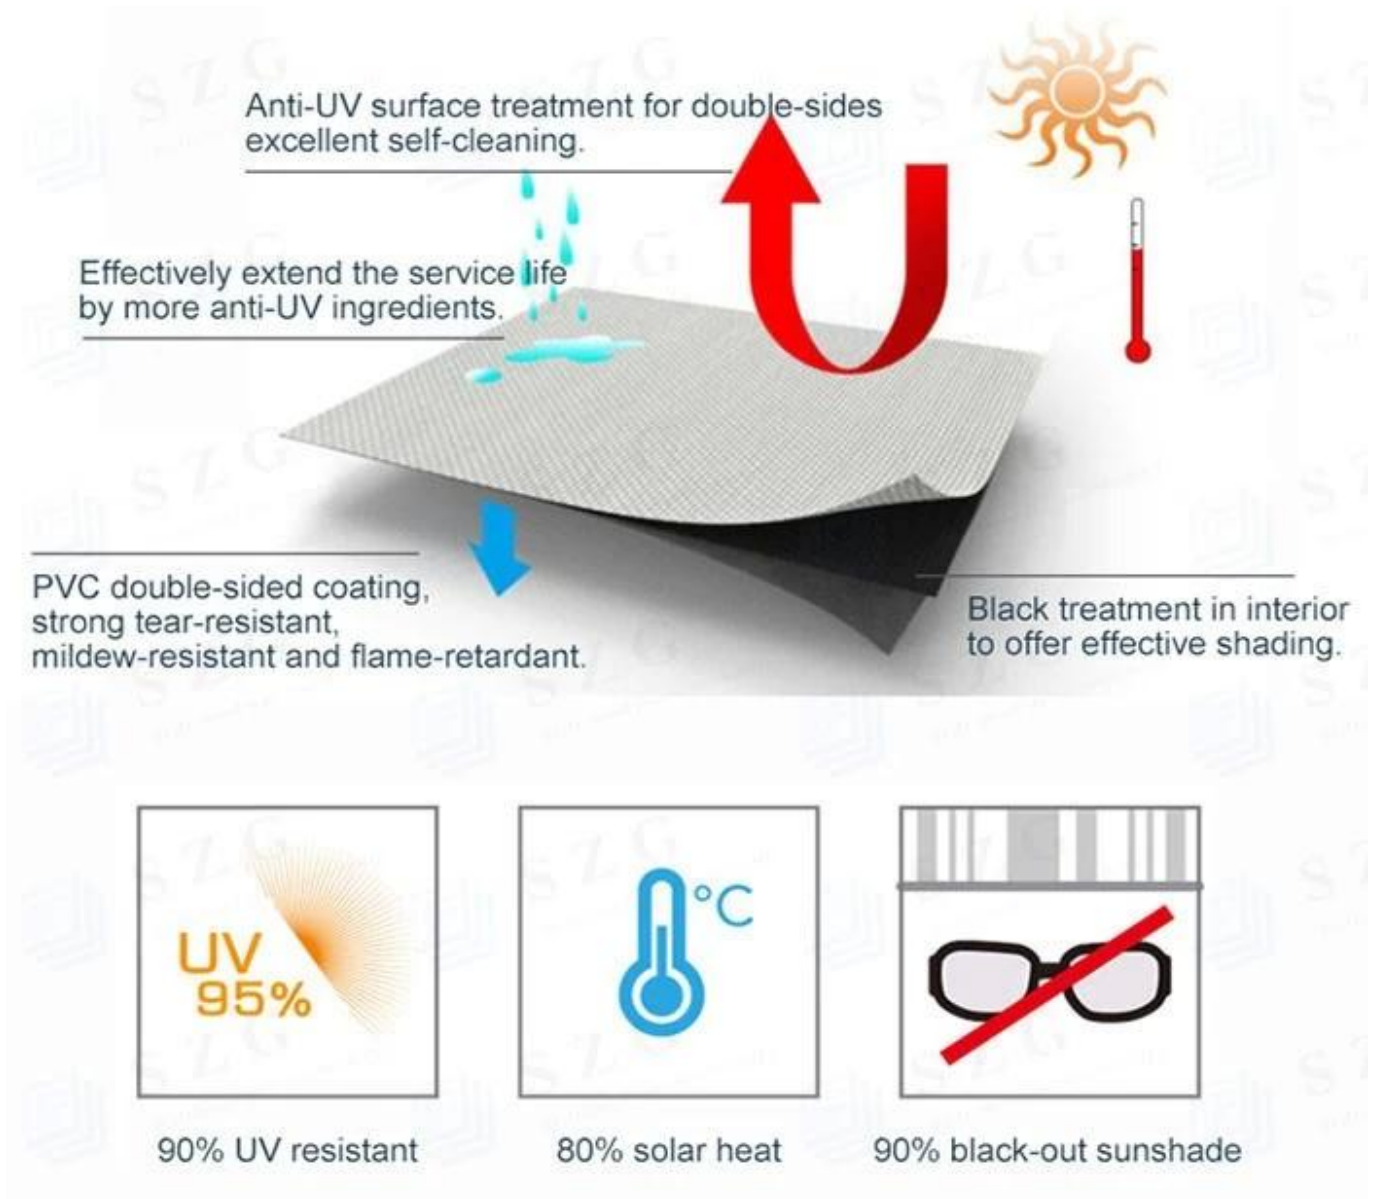 Anti-UV surface treatment for double-sides
excellent self-cleaning.
Effectively extend the service life
by more anti-UV ingredients.
PVC double-sided coating,
strong tear-resistant,
mildew-resistant and flame-retardant.
Black treatment in interior
to offer effective shading.
UV
95%
°C
90% UV resistant
80% solar heat
90% black-out sunshade
SZG